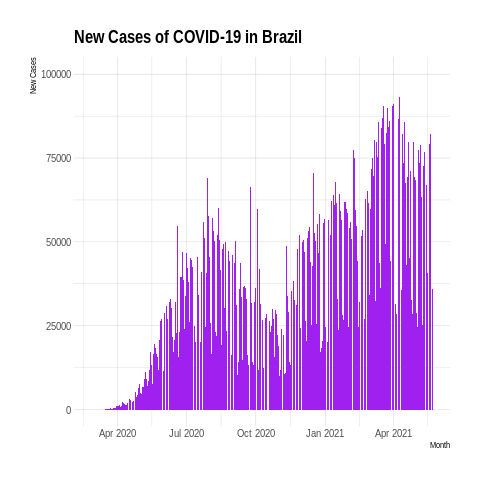 New Cases of COVID-19 in Brazil
New Cases
100000
75000
50000
25000
0
Apr 2020 Jul 2020 Oct 2020 Jan 2021 Apr 2021
Month